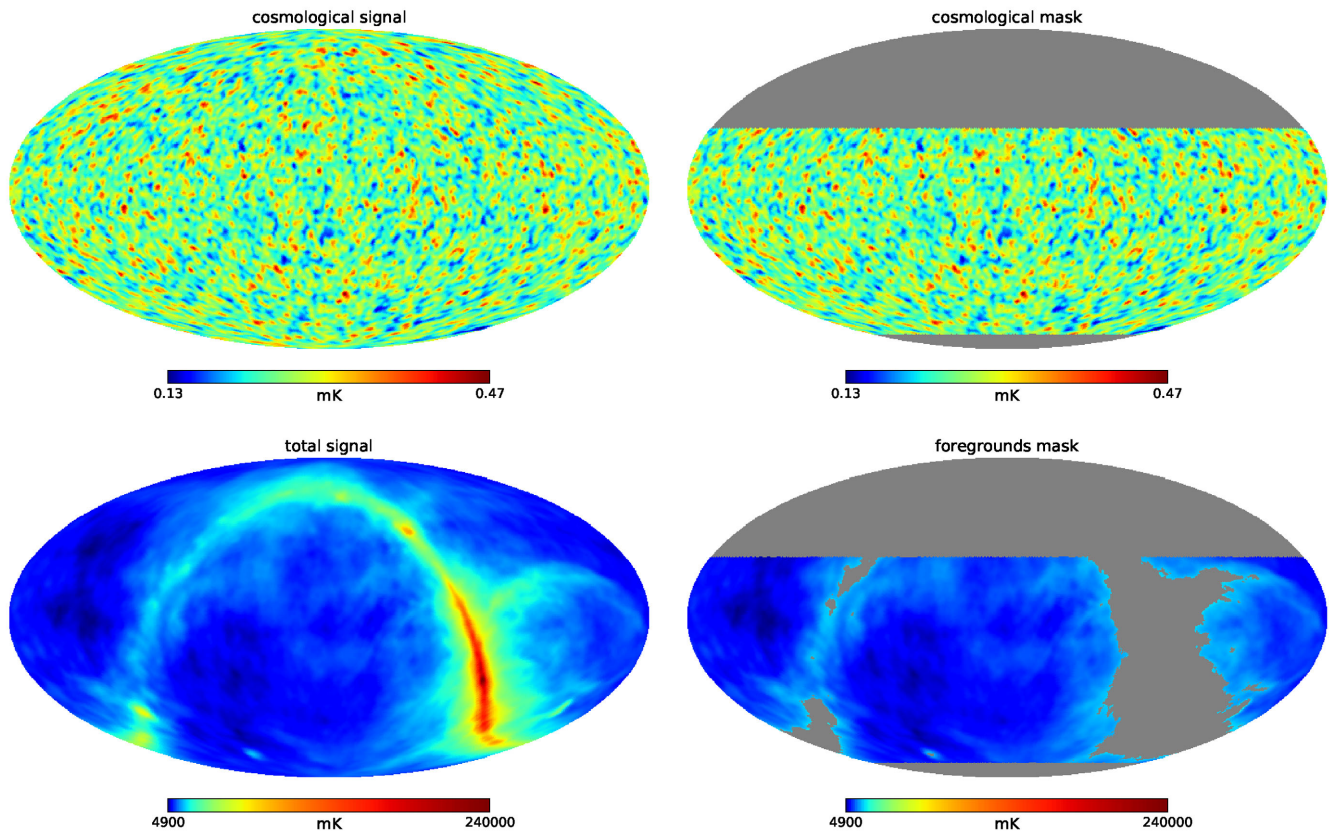 cosmological signal
cosmological mask
0.13 mK 0.47
0.13 mK 0.47
total signal
foregrounds mask
4900 mK 240000
4900 mK 240000